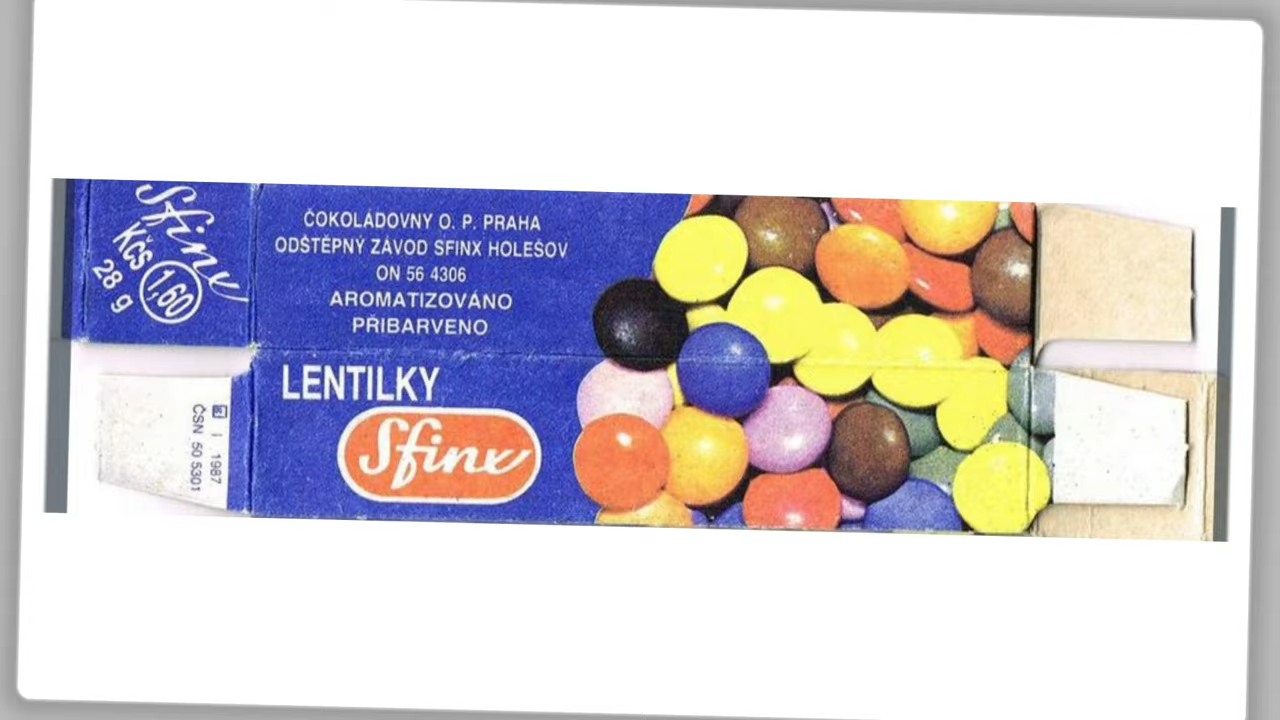 Sfinx
Kčs 1,60
28 g
ČOKOLÁDOVNY O. P. PRAHA
ODŠTĚPNÝ ZÁVOD SFINX HOLEŠOV
ON 56 4306
AROMATIZOVÁNO
PŘIBARVENO
LENTILKY
Sfinx
I 1987
ČSN 50 5301